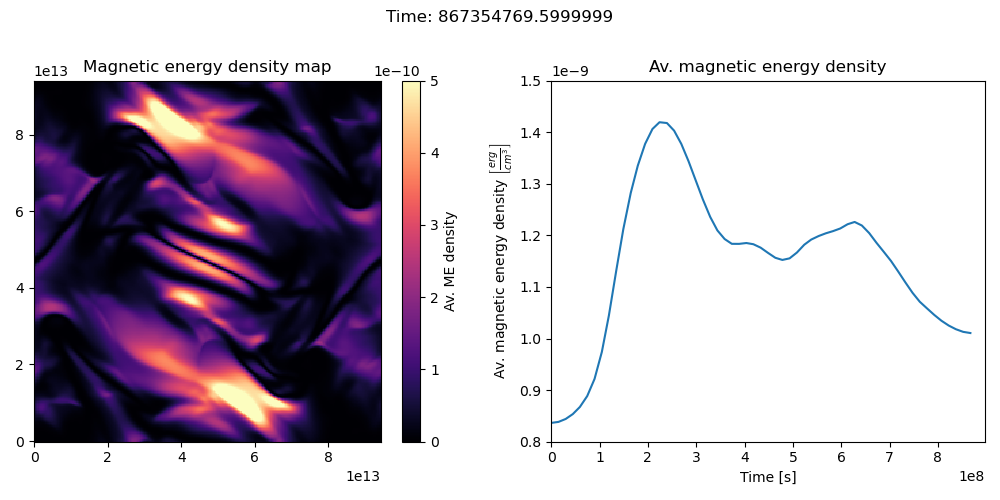 Time: 867354769.5999999
Magnetic energy density map
1e13
1e−10
8
6
4
2
0
0 2 4 6 8
1e13
5
4
3
2
1
0
Av. ME density
Av. magnetic energy density
1e−9
1.5
1.4
1.3
1.2
1.1
1.0
0.9
0.8
Av. magnetic energy density [erg/cm³]
0 1 2 3 4 5 6 7 8
Time [s]
1e8